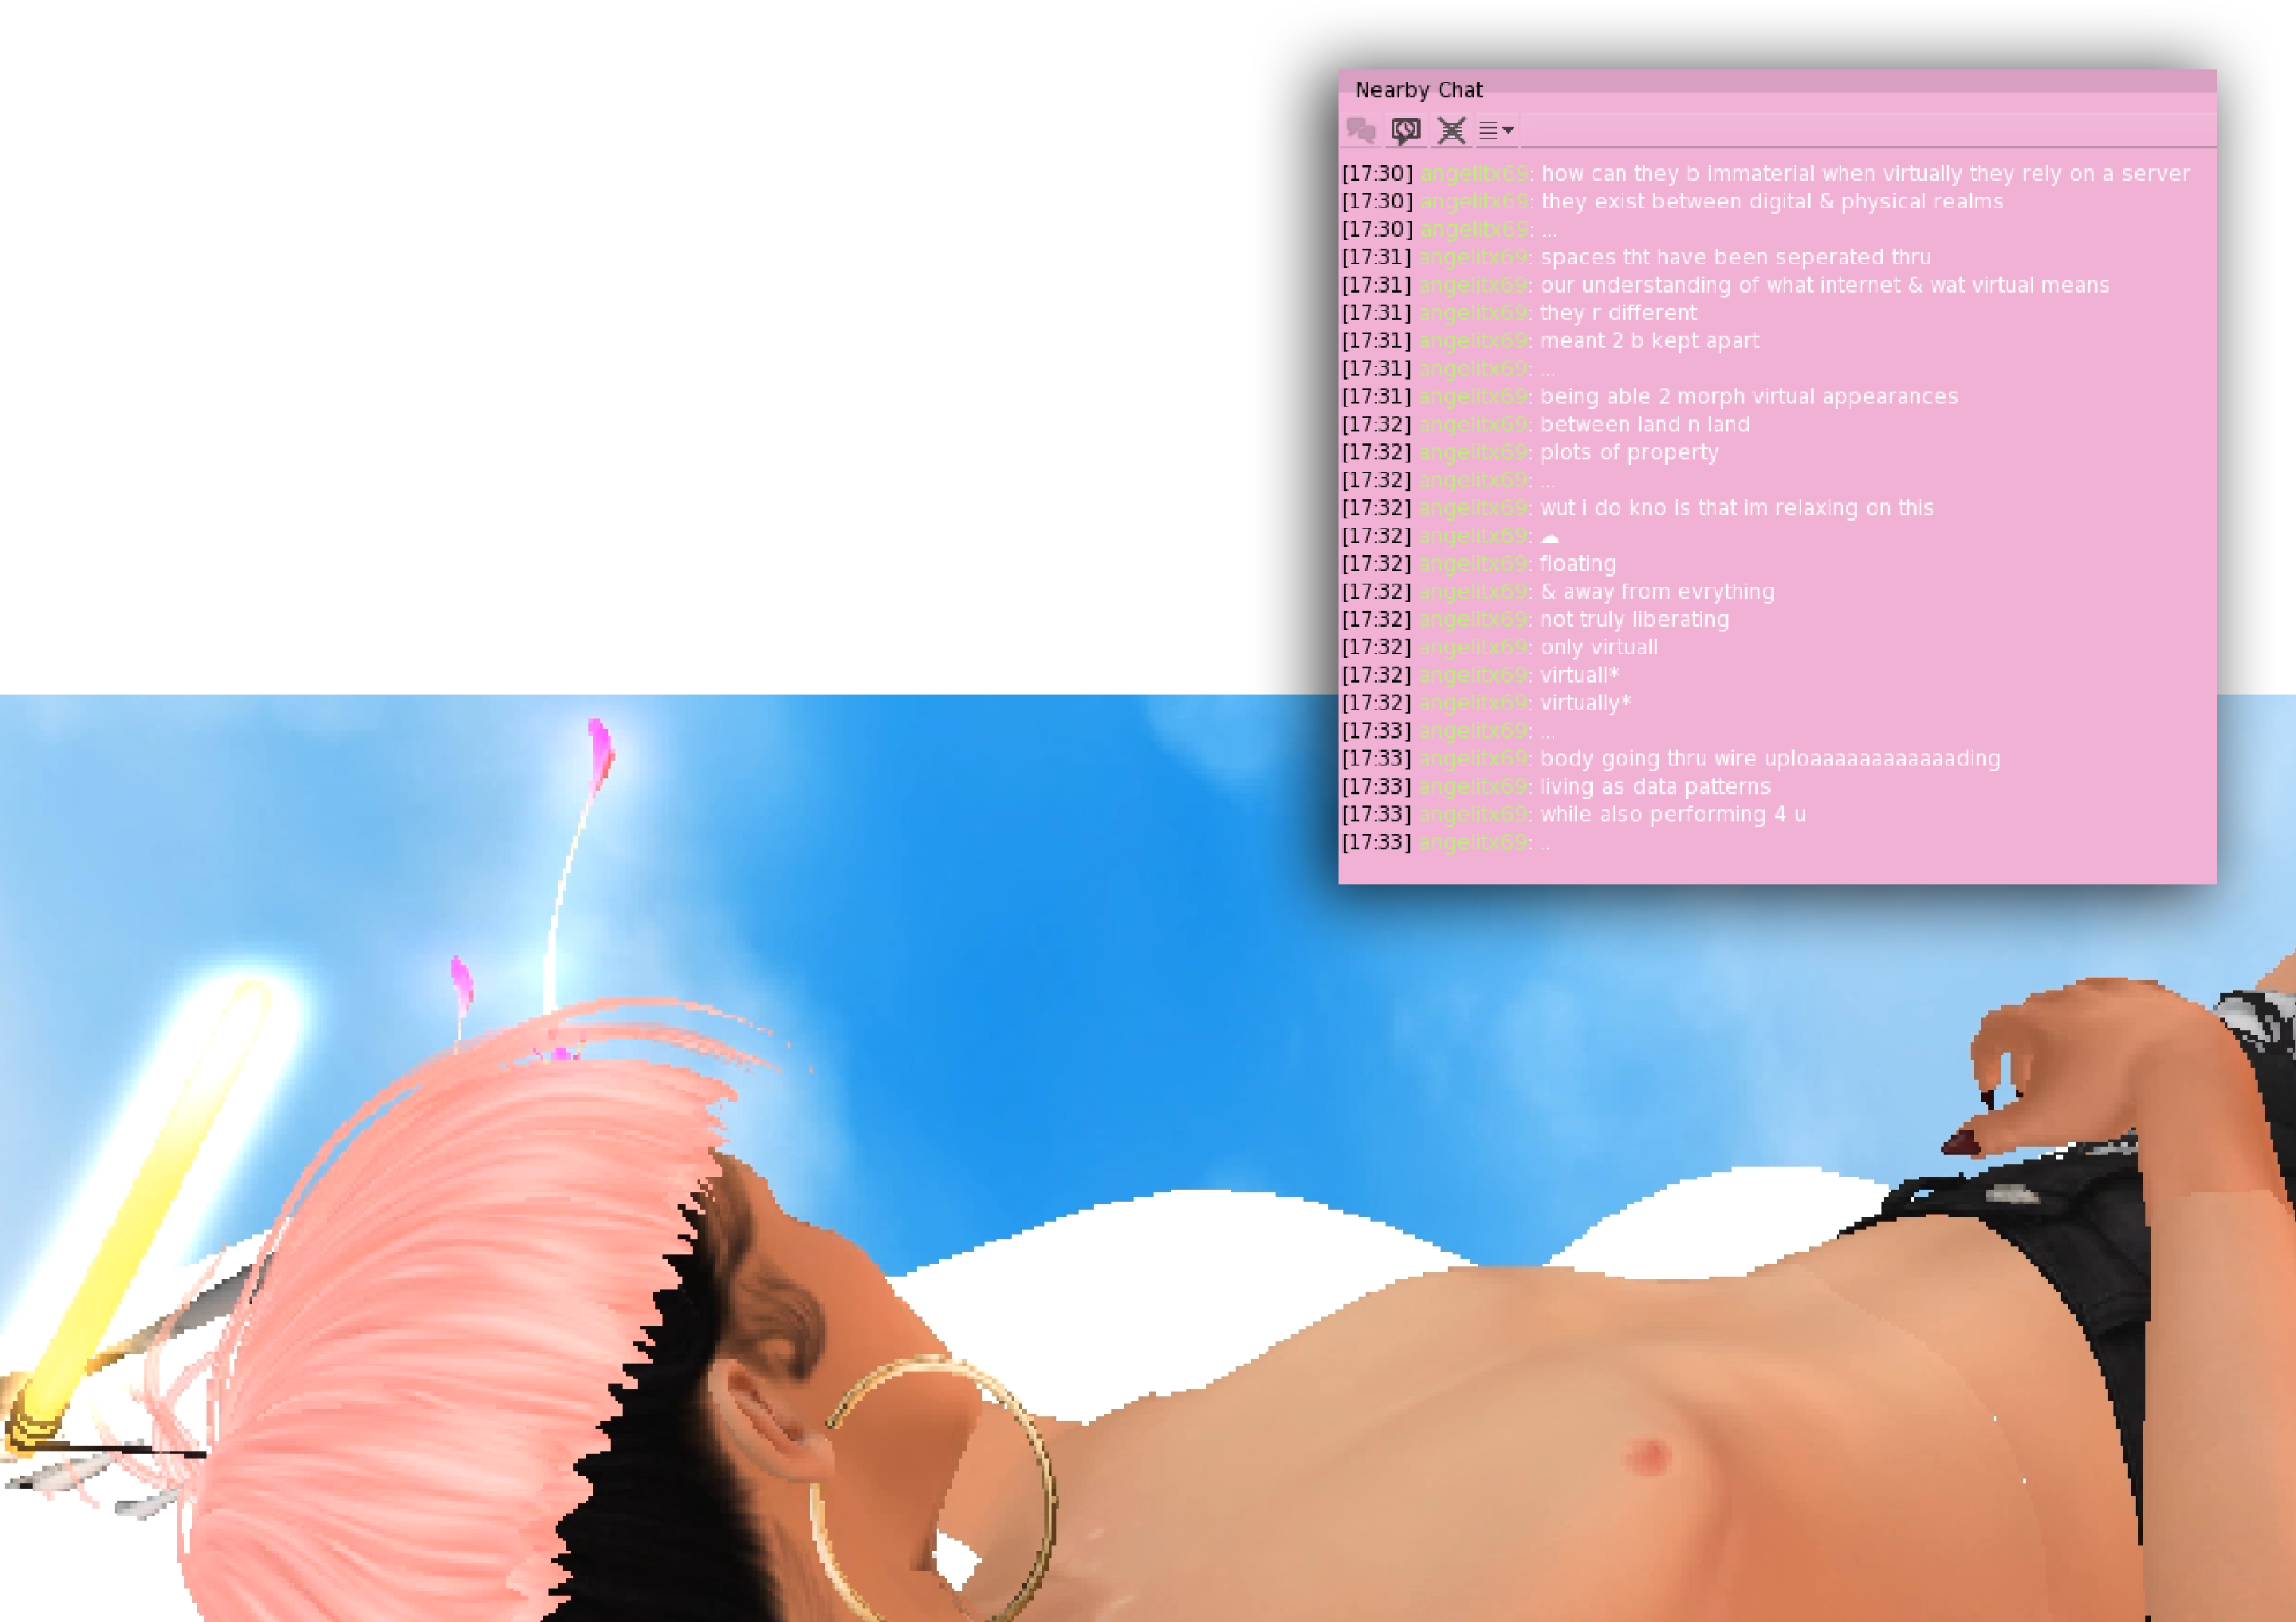 Nearby Chat
[17:30] angelitx69: how can they b immaterial when virtually they rely on a server
[17:30] angelitx69: they exist between digital & physical realms
[17:30] angelitx69: ...
[17:31] angelitx69: spaces tht have been seperated thru
[17:31] angelitx69: our understanding of what internet & wat virtual means
[17:31] angelitx69: they r different
[17:31] angelitx69: meant 2 b kept apart
[17:31] angelitx69: ...
[17:31] angelitx69: being able 2 morph virtual appearances
[17:32] angelitx69: between land n land
[17:32] angelitx69: plots of property
[17:32] angelitx69: ...
[17:32] angelitx69: wut i do kno is that im relaxing on this
[17:32] angelitx69: ☁
[17:32] angelitx69: floating
[17:32] angelitx69: & away from evrything
[17:32] angelitx69: not truly liberating
[17:32] angelitx69: only virtuall
[17:32] angelitx69: virtuall*
[17:32] angelitx69: virtually*
[17:33] angelitx69: ...
[17:33] angelitx69: body going thru wire uploaaaaaaaaaaaaading
[17:33] angelitx69: living as data patterns
[17:33] angelitx69: while also performing 4 u
[17:33] angelitx69: ..